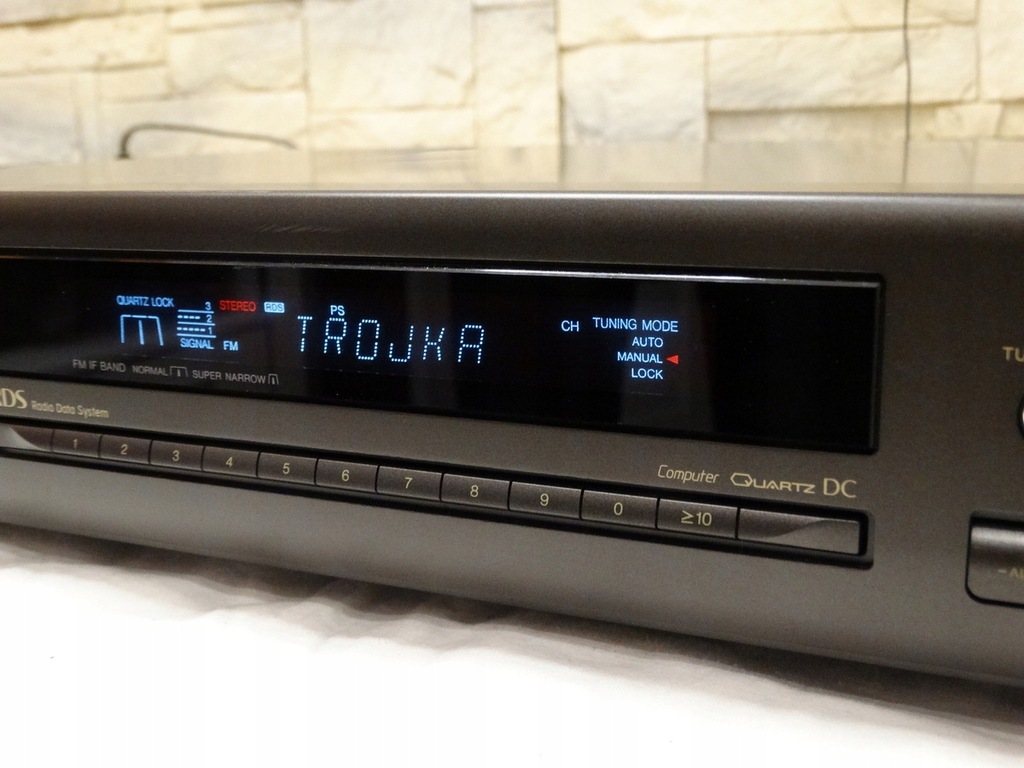 QUARTZ LOCK
3 STEREO RDS
2
1
SIGNAL FM
PS
TROJKA
CH TUNING MODE
AUTO
MANUAL
LOCK
FM IF BAND NORMAL SUPER NARROW
RDS Radio Data System
1 2 3 4 5 6 7 8 9 0 ≥10
Computer QUARTZ DC